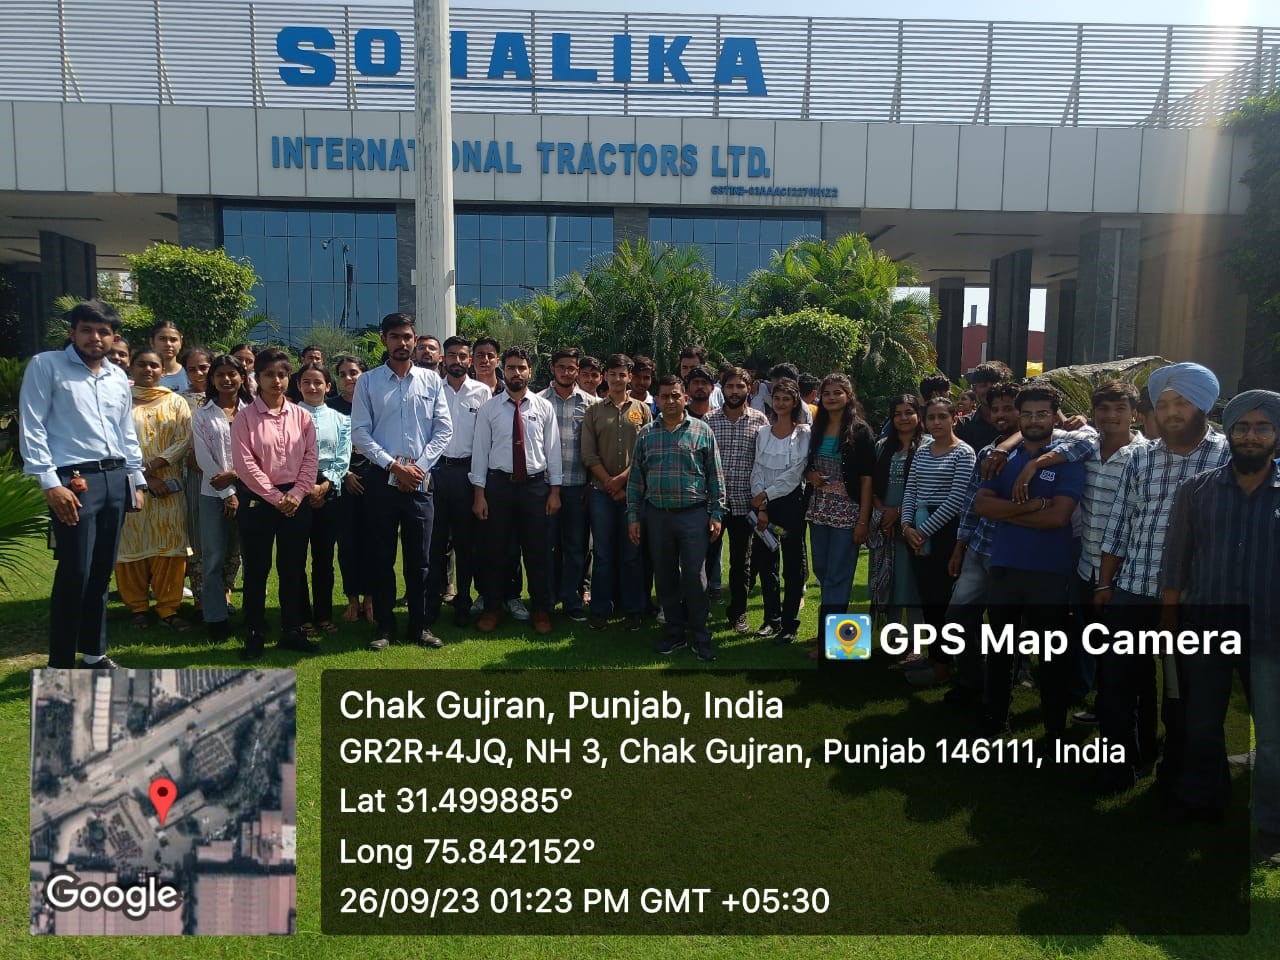 SONALIKA
INTERNATIONAL TRACTORS LTD.
GPS Map Camera
Chak Gujran, Punjab, India
GR2R+4JQ, NH 3, Chak Gujran, Punjab 146111, India
Lat 31.499885°
Long 75.842152°
26/09/23 01:23 PM GMT +05:30
Google